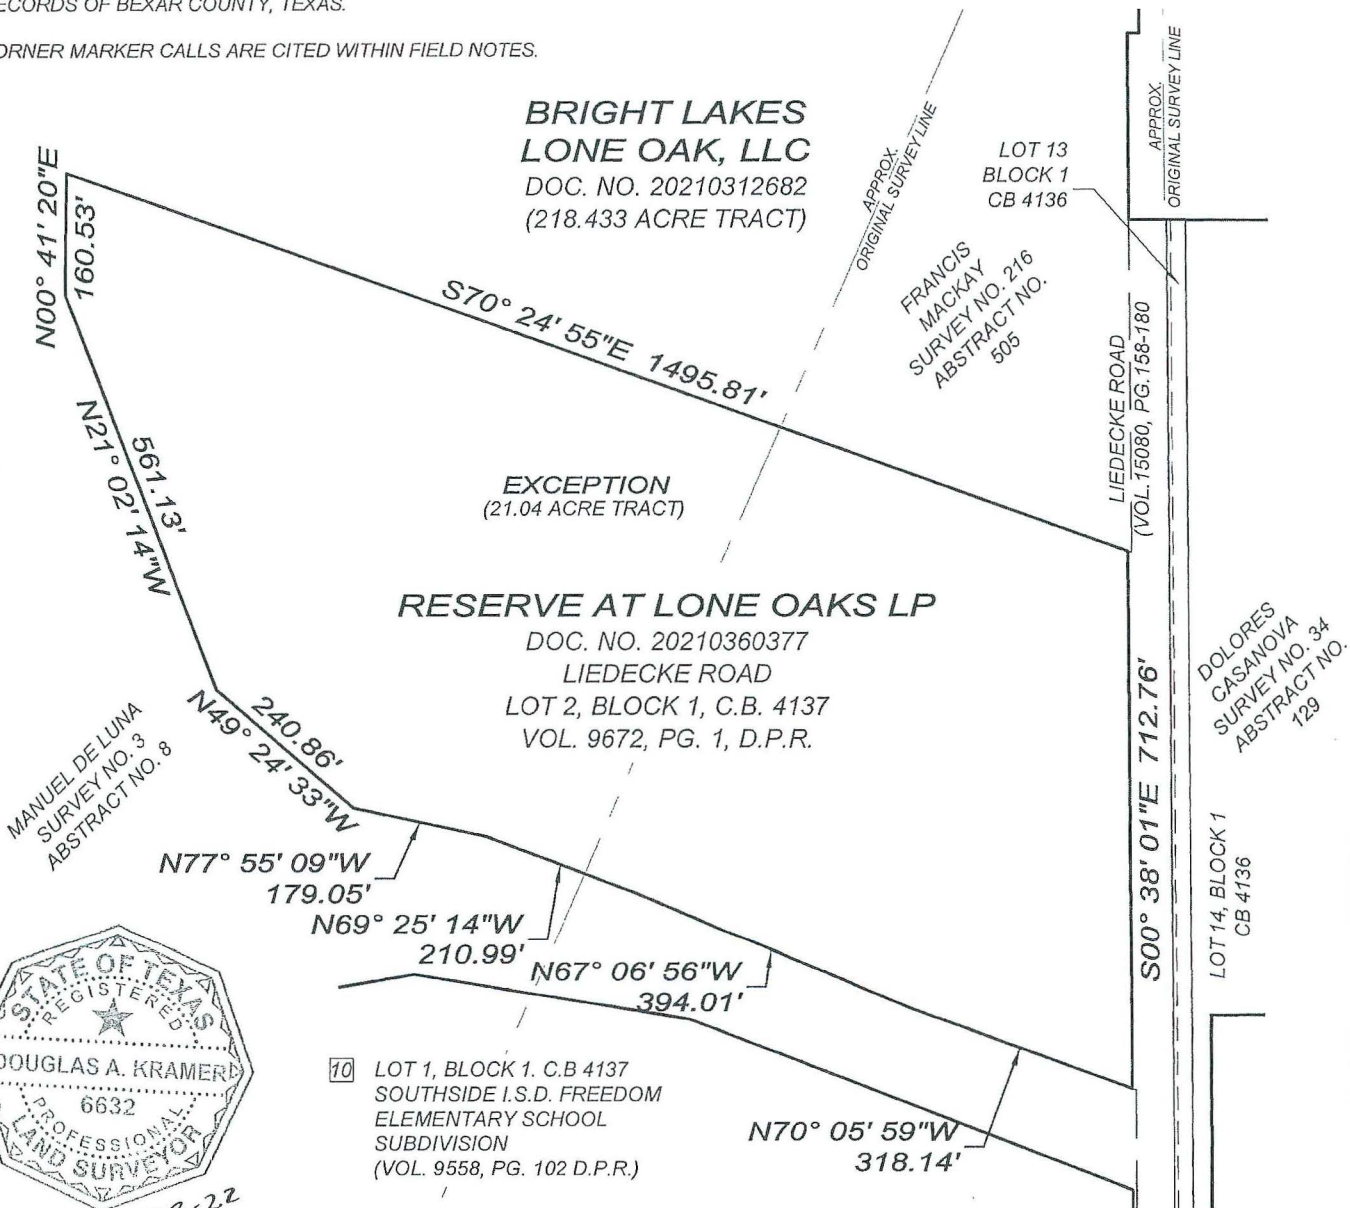 ECORDS OF BEXAR COUNTY, TEXAS.
ORNER MARKER CALLS ARE CITED WITHIN FIELD NOTES.
BRIGHT LAKES
LONE OAK, LLC
DOC. NO. 20210312682
(218.433 ACRE TRACT)
APPROX.
ORIGINAL SURVEY LINE
LOT 13
BLOCK 1
CB 4136
APPROX.
ORIGINAL SURVEY LINE
N00° 41' 20"E
160.53'
S70° 24' 55"E 1495.81'
FRANCIS
MACKAY
SURVEY NO. 216
ABSTRACT NO.
505
LIEDECKE ROAD
(VOL.15080, PG.158-180
N21° 02' 14"W
561.13'
EXCEPTION
(21.04 ACRE TRACT)
RESERVE AT LONE OAKS LP
DOC. NO. 20210360377
LIEDECKE ROAD
LOT 2, BLOCK 1, C.B. 4137
VOL. 9672, PG. 1, D.P.R.
DOLORES
CASANOVA
SURVEY NO. 34
ABSTRACT NO.
129
S00° 38' 01"E 712.76'
MANUEL DE LUNA
SURVEY NO. 3
ABSTRACT NO. 8
240.86'
N49° 24' 33"W
N77° 55' 09"W
179.05'
N69° 25' 14"W
210.99'
N67° 06' 56"W
394.01'
LOT 14, BLOCK 1
CB 4136
STATE OF TEXAS
REGISTERED
DOUGLAS A. KRAMER
6632
PROFESSIONAL
LAND SURVEYOR
10 LOT 1, BLOCK 1. C.B 4137
SOUTHSIDE I.S.D. FREEDOM
ELEMENTARY SCHOOL
SUBDIVISION
(VOL. 9558, PG. 102 D.P.R.)
N70° 05' 59"W
318.14'